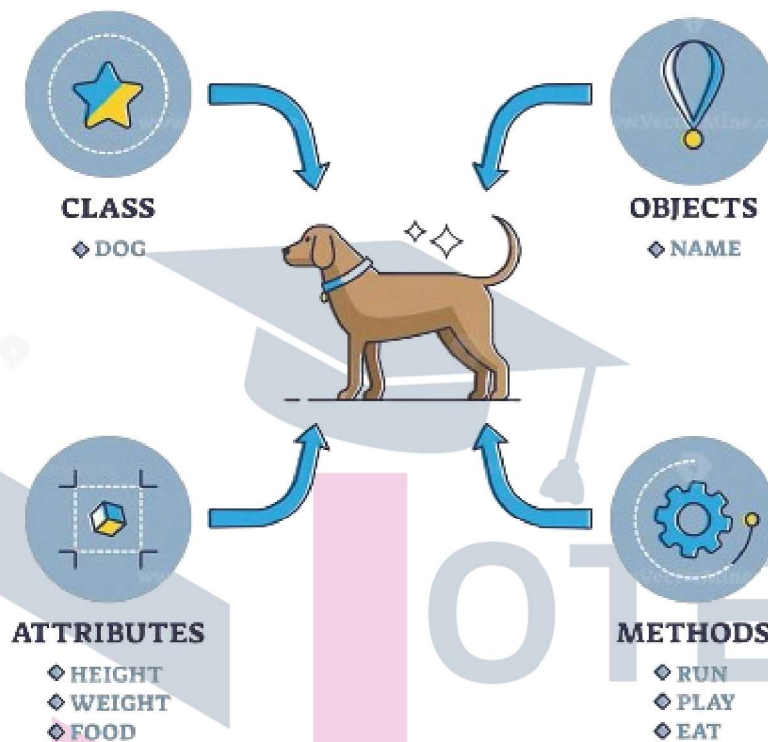 CLASS
DOG
OBJECTS
NAME
ATTRIBUTES
HEIGHT
WEIGHT
FOOD
METHODS
RUN
PLAY
EAT